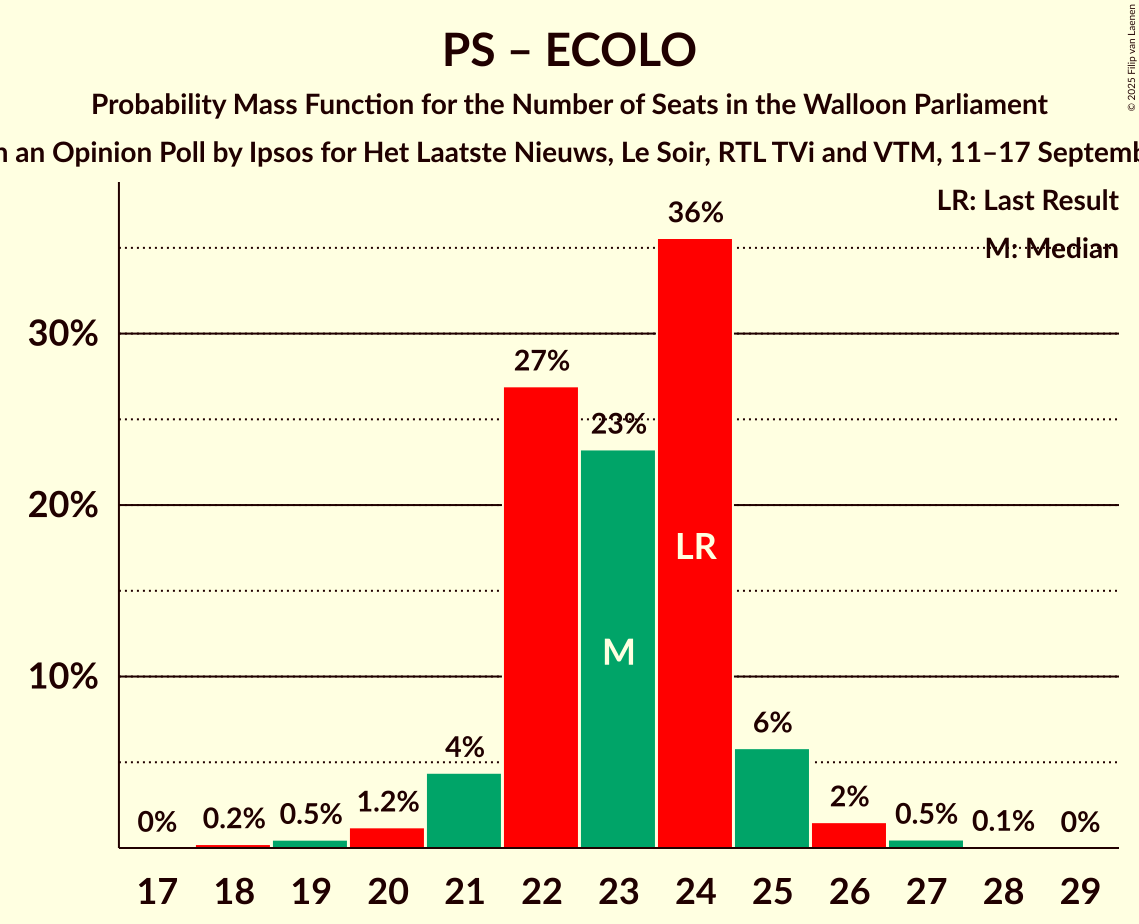 PS – ECOLO
Probability Mass Function for the Number of Seats in the Walloon Parliament
an Opinion Poll by Ipsos for Het Laatste Nieuws, Le Soir, RTL TVi and VTM, 11–17
© 2025 Filip van Laenen
LR: Last Result
M: Median
36%
30%
27%
23%
20%
LR
M
10%
6%
4%
2%
1.2%
0% 0.2% 0.5% 0.5% 0.1% 0%
17 18 19 20 21 22 23 24 25 26 27 28 29